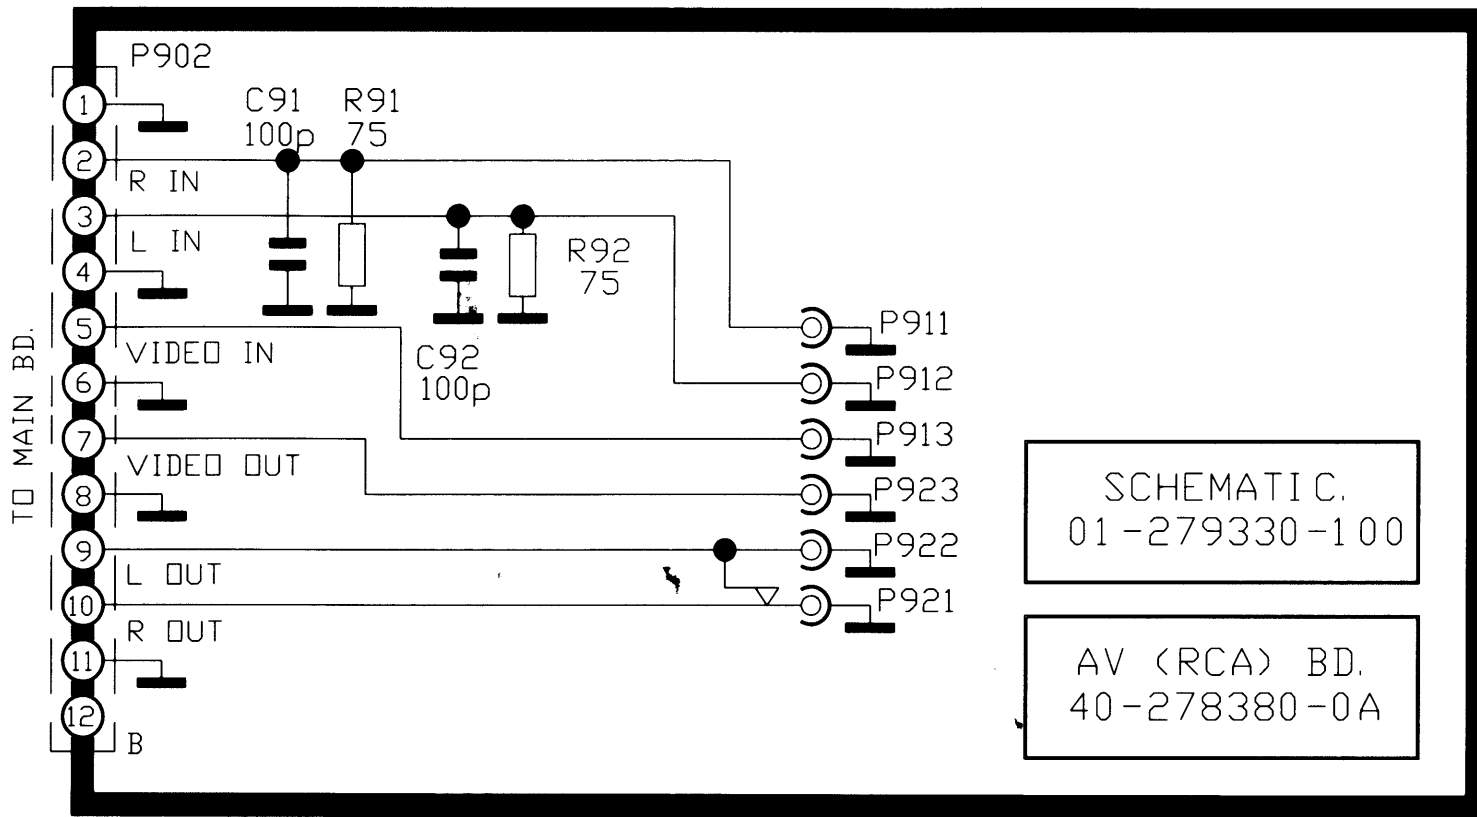 P902
1
C91
100p
R91
75
2
R IN
3
L IN
R92
75
4
5
VIDEO IN
C92
100p
P911
6
P912
7
VIDEO OUT
P913
8
P923
9
L OUT
P922
10
R OUT
P921
11
12
B
TO MAIN BD.
SCHEMATIC.
01-279330-100
AV (RCA) BD.
40-278380-0A